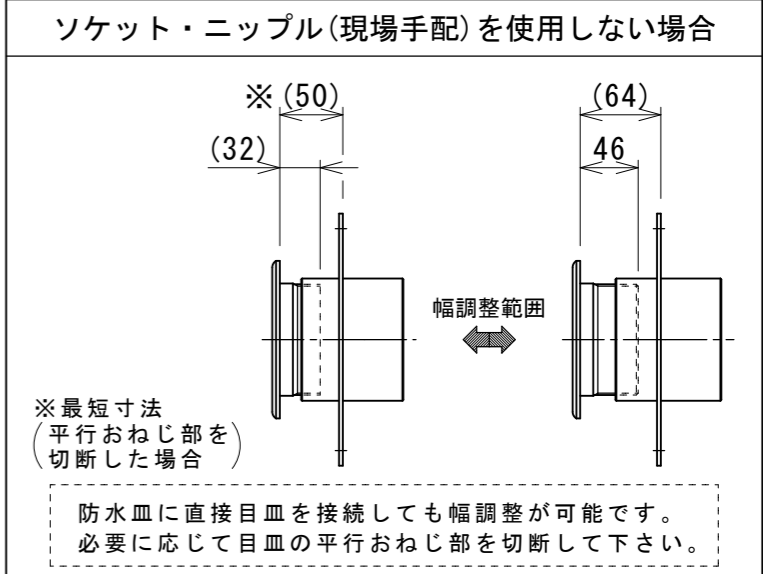 ソケット・ニップル(現場手配)を使用しない場合
※(50)
(64)
(32)
46
幅調整範囲
※最短寸法
(平行おねじ部を
切断した場合)
防水皿に直接目皿を接続しても幅調整が可能です。
必要に応じて目皿の平行おねじ部を切断して下さい。